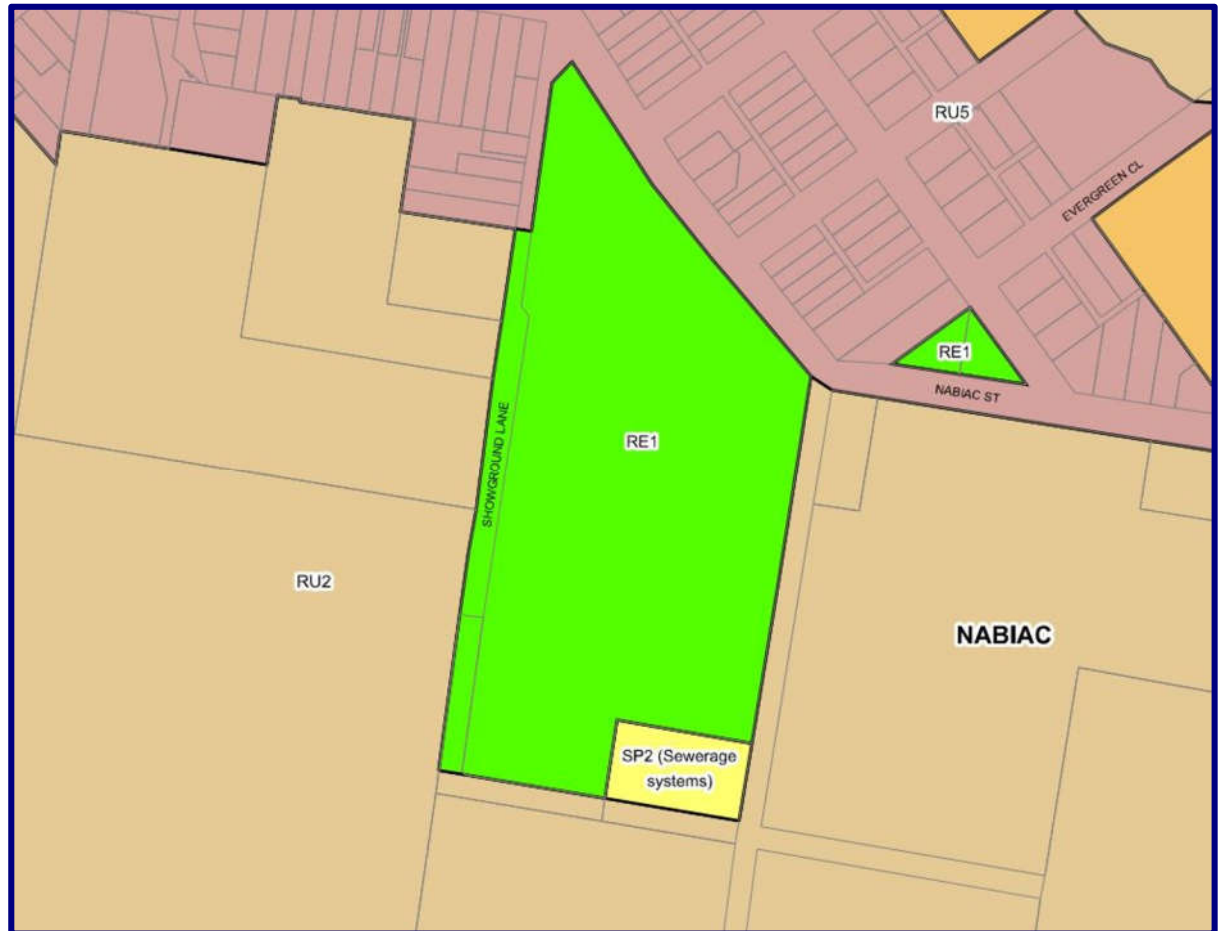 RU5
EVERGREEN CL
RE1
NABIAC ST
SHOWGROUND LANE
RE1
RU2
NABIAC
SP2 (Sewerage
systems)